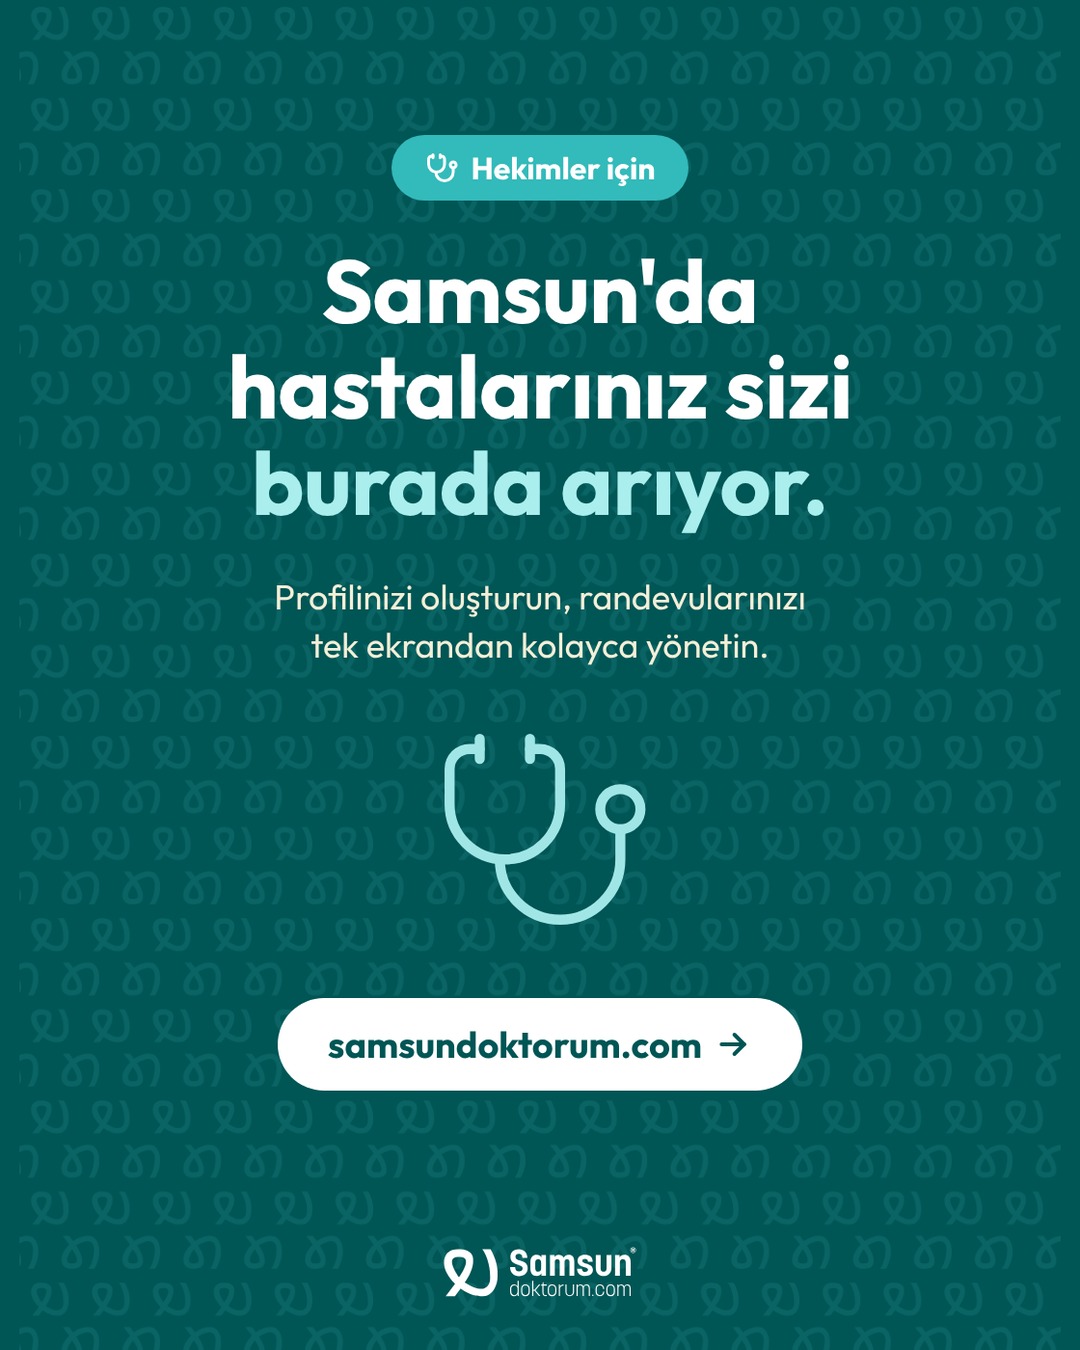 Hekimler için
Samsun'da
hastalarınız sizi
burada arıyor.
Profilinizi oluşturun, randevularınızı
tek ekrandan kolayca yönetin.
samsundoktorum.com →
Samsun®
doktorum.com